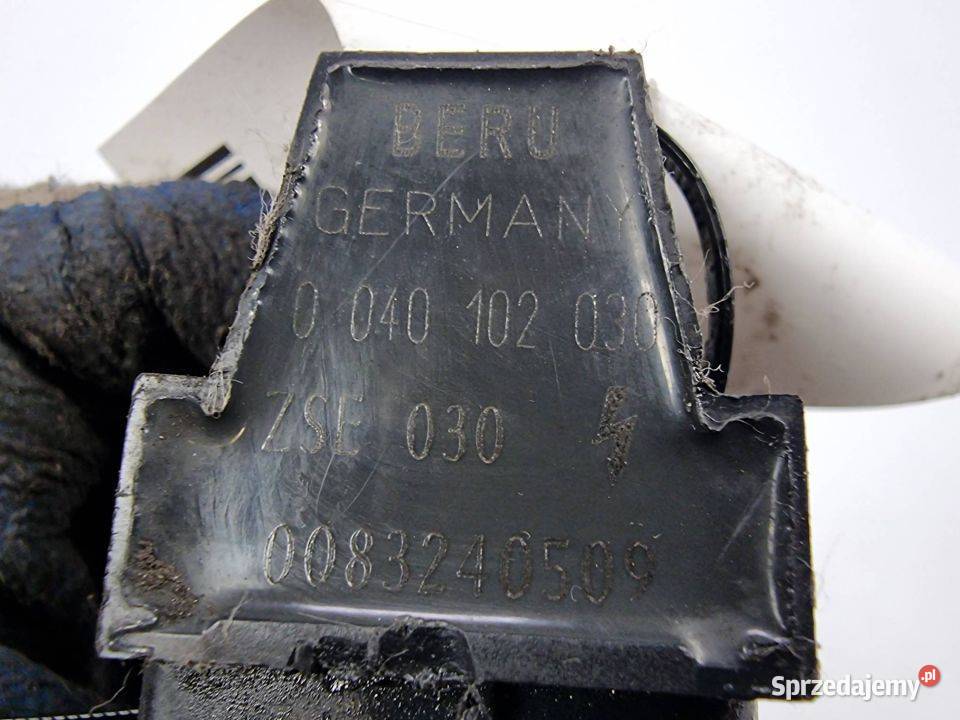 BERU
GERMANY
0 040 102 030
ZSE 030
0083240509
Sprzedajemy.pl